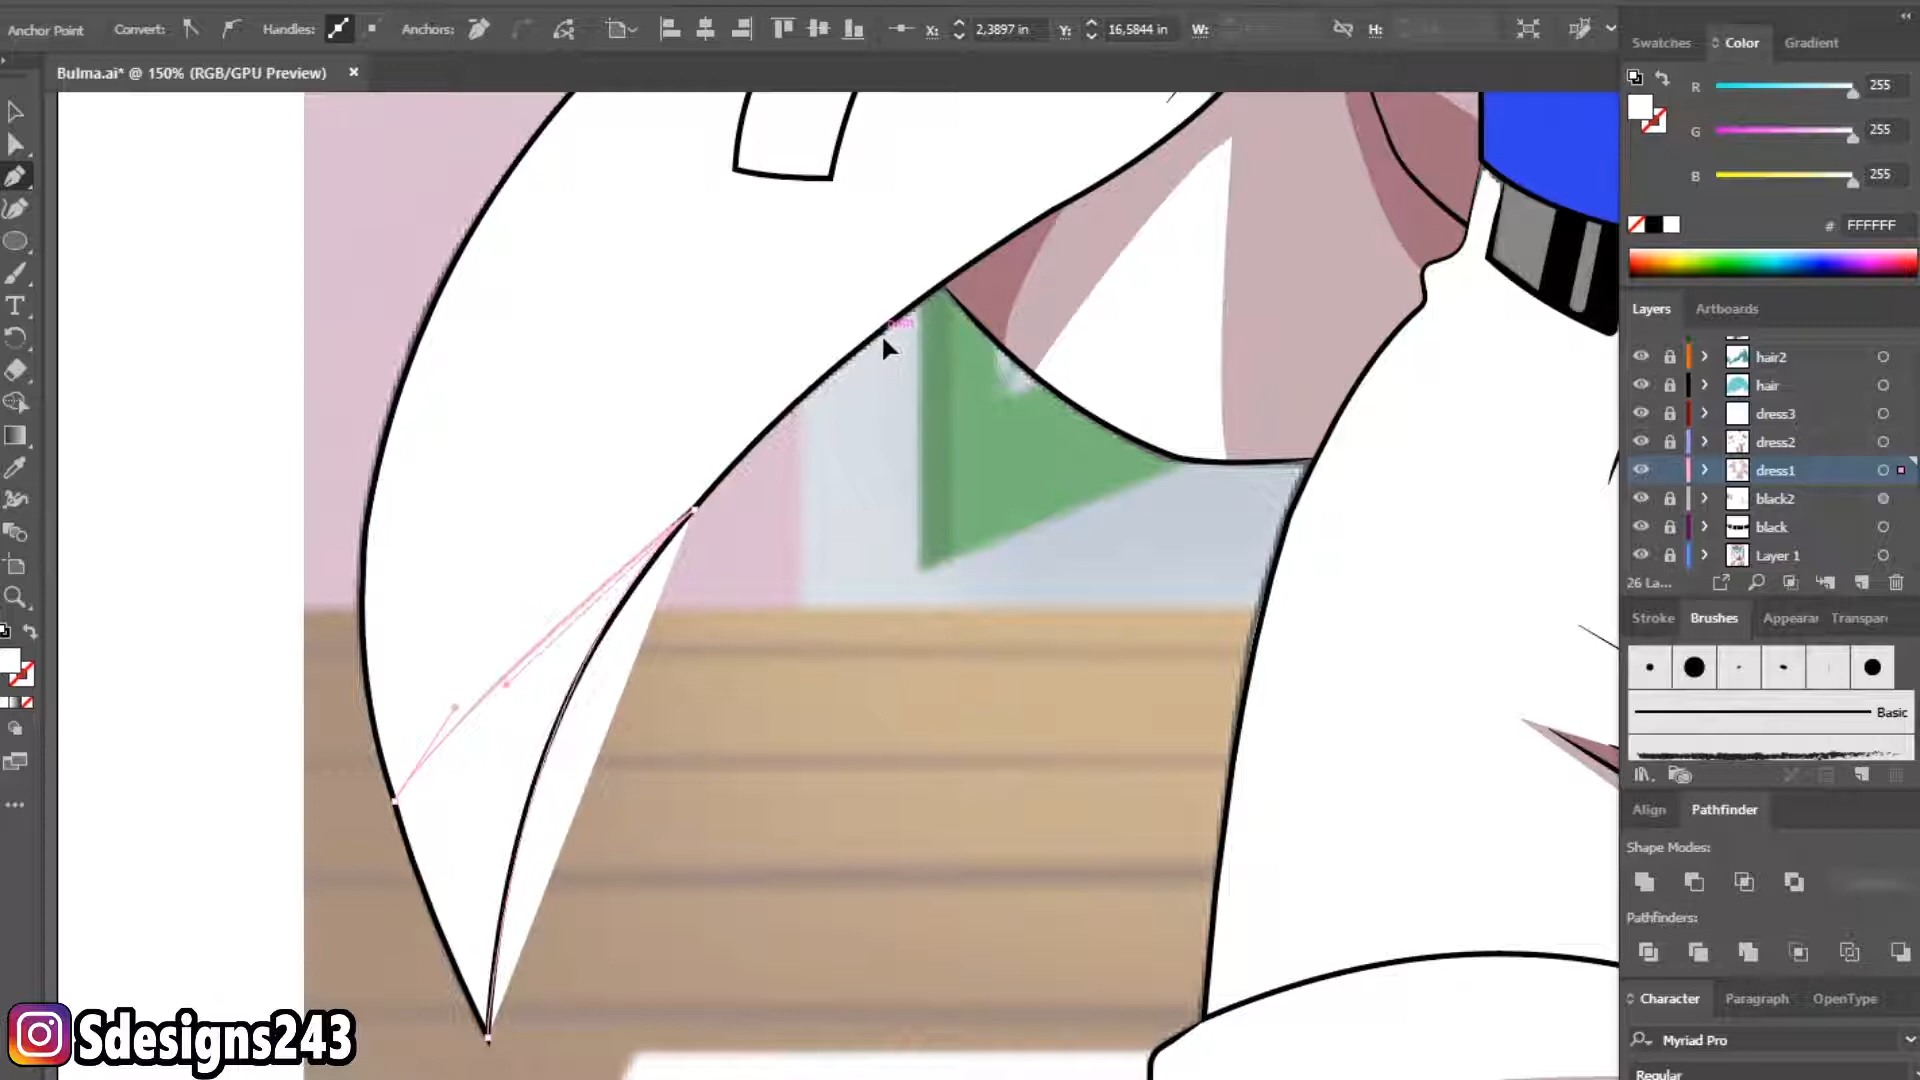 Anchor Point Convert: Handles: Anchors: X: 2,3897 in Y: 16,5844 in W: H:
Bulma.ai* @ 150% (RGB/GPU Preview) ×
Swatches Color Gradient
R 255
G 255
B 255
# FFFFFF
Layers Artboards
hair2
hair
dress3
dress2
dress1
black2
black
Layer 1
26 La...
Stroke Brushes Appearar Transpar
Basic
Align Pathfinder
Shape Modes:
Pathfinders:
Character Paragraph OpenType
Myriad Pro
Regular
Sdesigns243